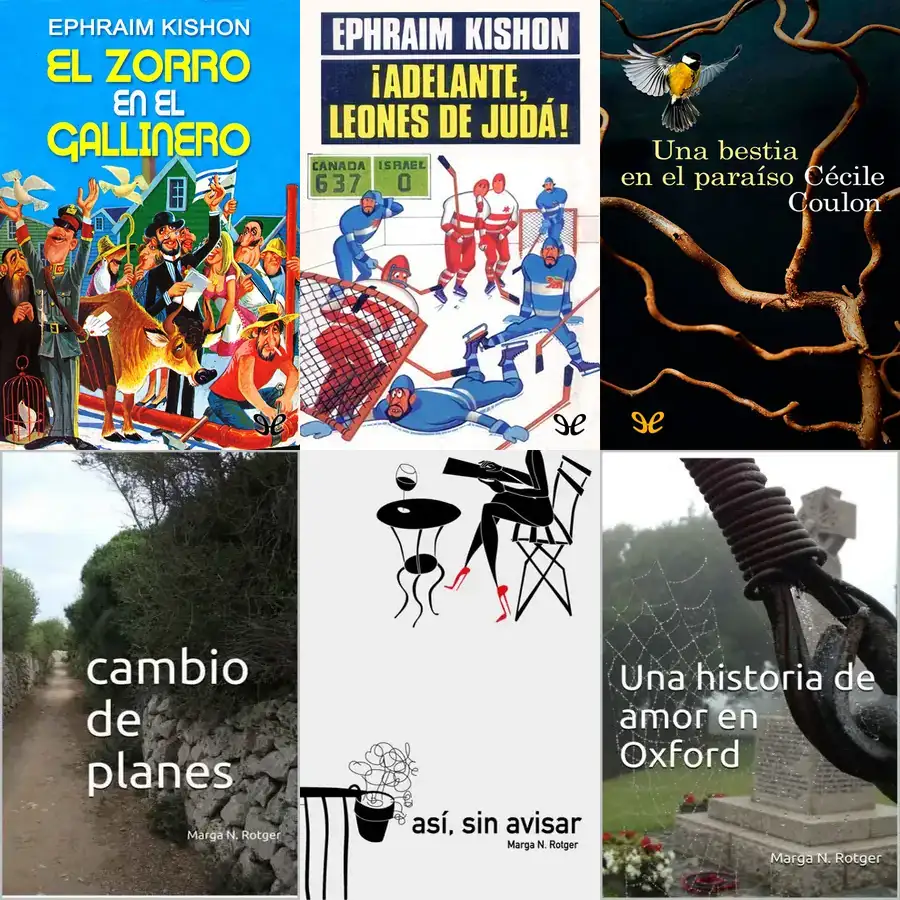 EPHRAIM KISHON
EL ZORRO
EN EL
GALLINERO
EPHRAIM KISHON
¡ADELANTE,
LEONES DE JUDÁ!
CANADA ISRAEL
637 0
Una bestia
en el paraíso Cécile
Coulon
cambio
de
planes
Marga N. Rotger
así, sin avisar
Marga N. Rotger
Una historia de
amor en
Oxford
Marga N. Rotger